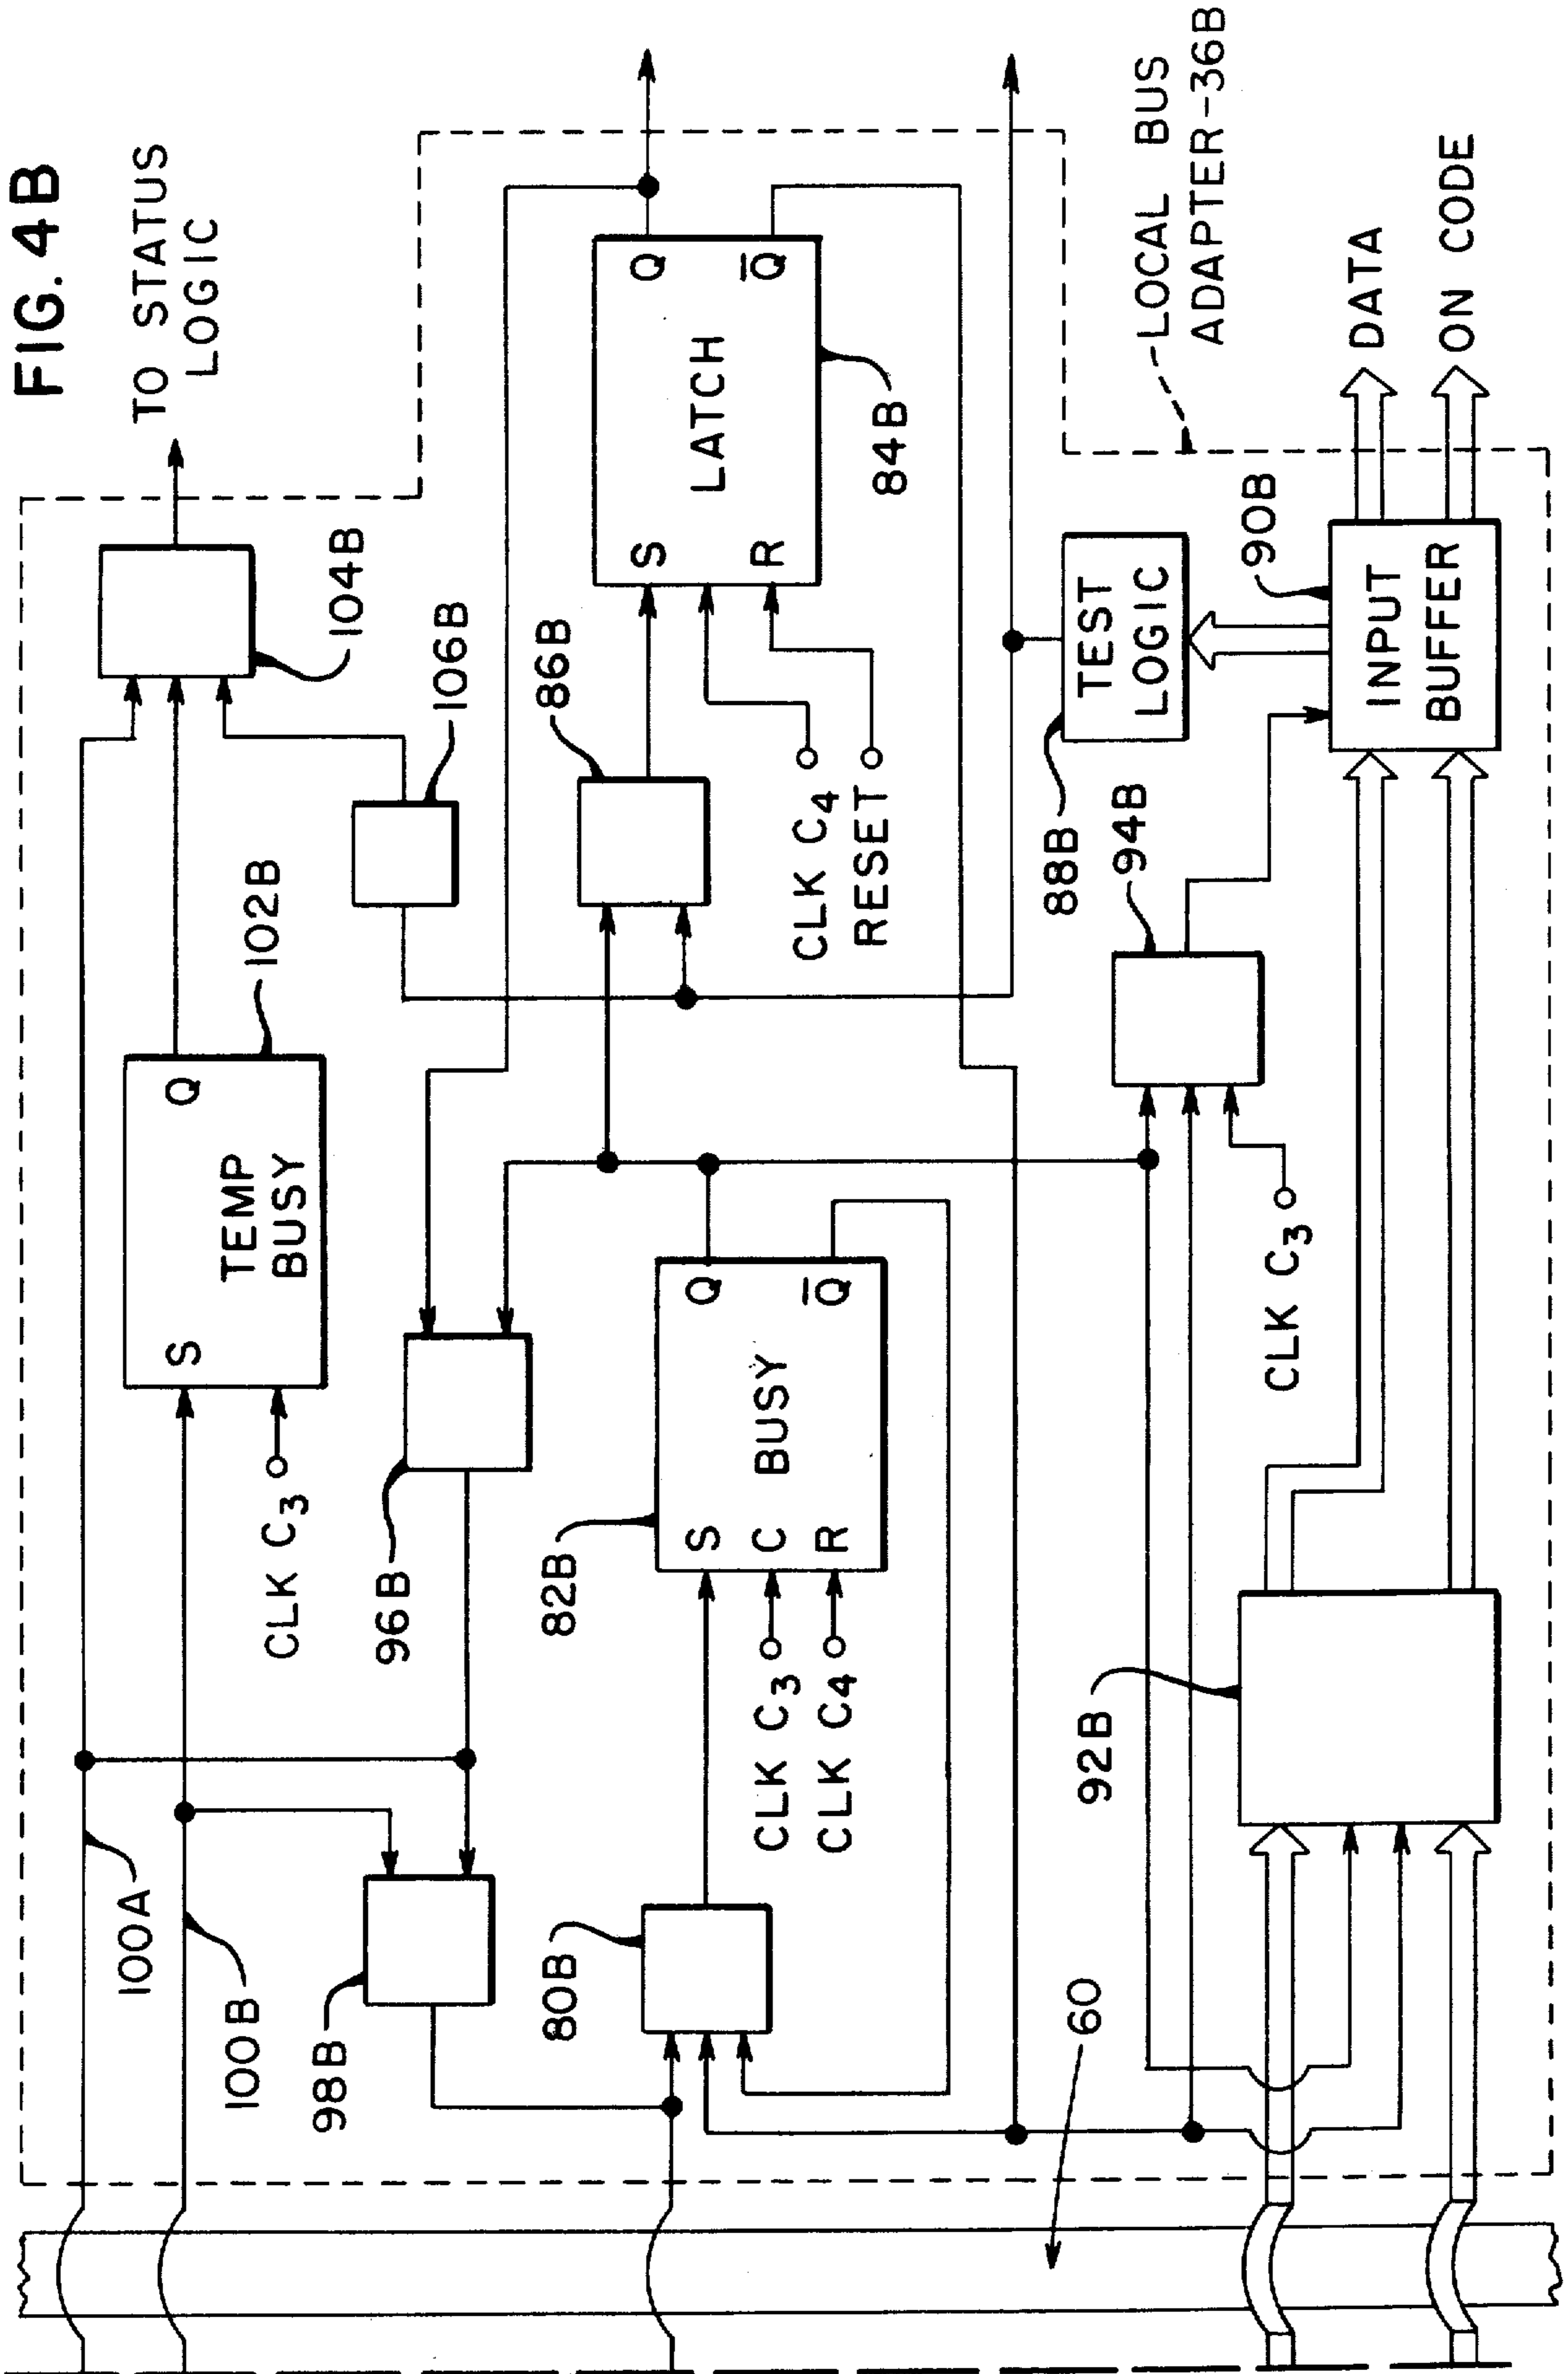 FIG. 4B
TO STATUS
LOGIC
104B
106B
102B
TEMP
BUSY
S
Q
CLK C3
100A
100B
98B
96B
86B
LATCH
S
R
Q
Q̅
84B
CLK C4
RESET
82B
BUSY
S
C
R
Q
Q̅
CLK C3
CLK C4
80B
60
LOCAL BUS
ADAPTER-36B
TEST
LOGIC
88B
94B
CLK C3
90B
INPUT
BUFFER
92B
DATA
ON CODE